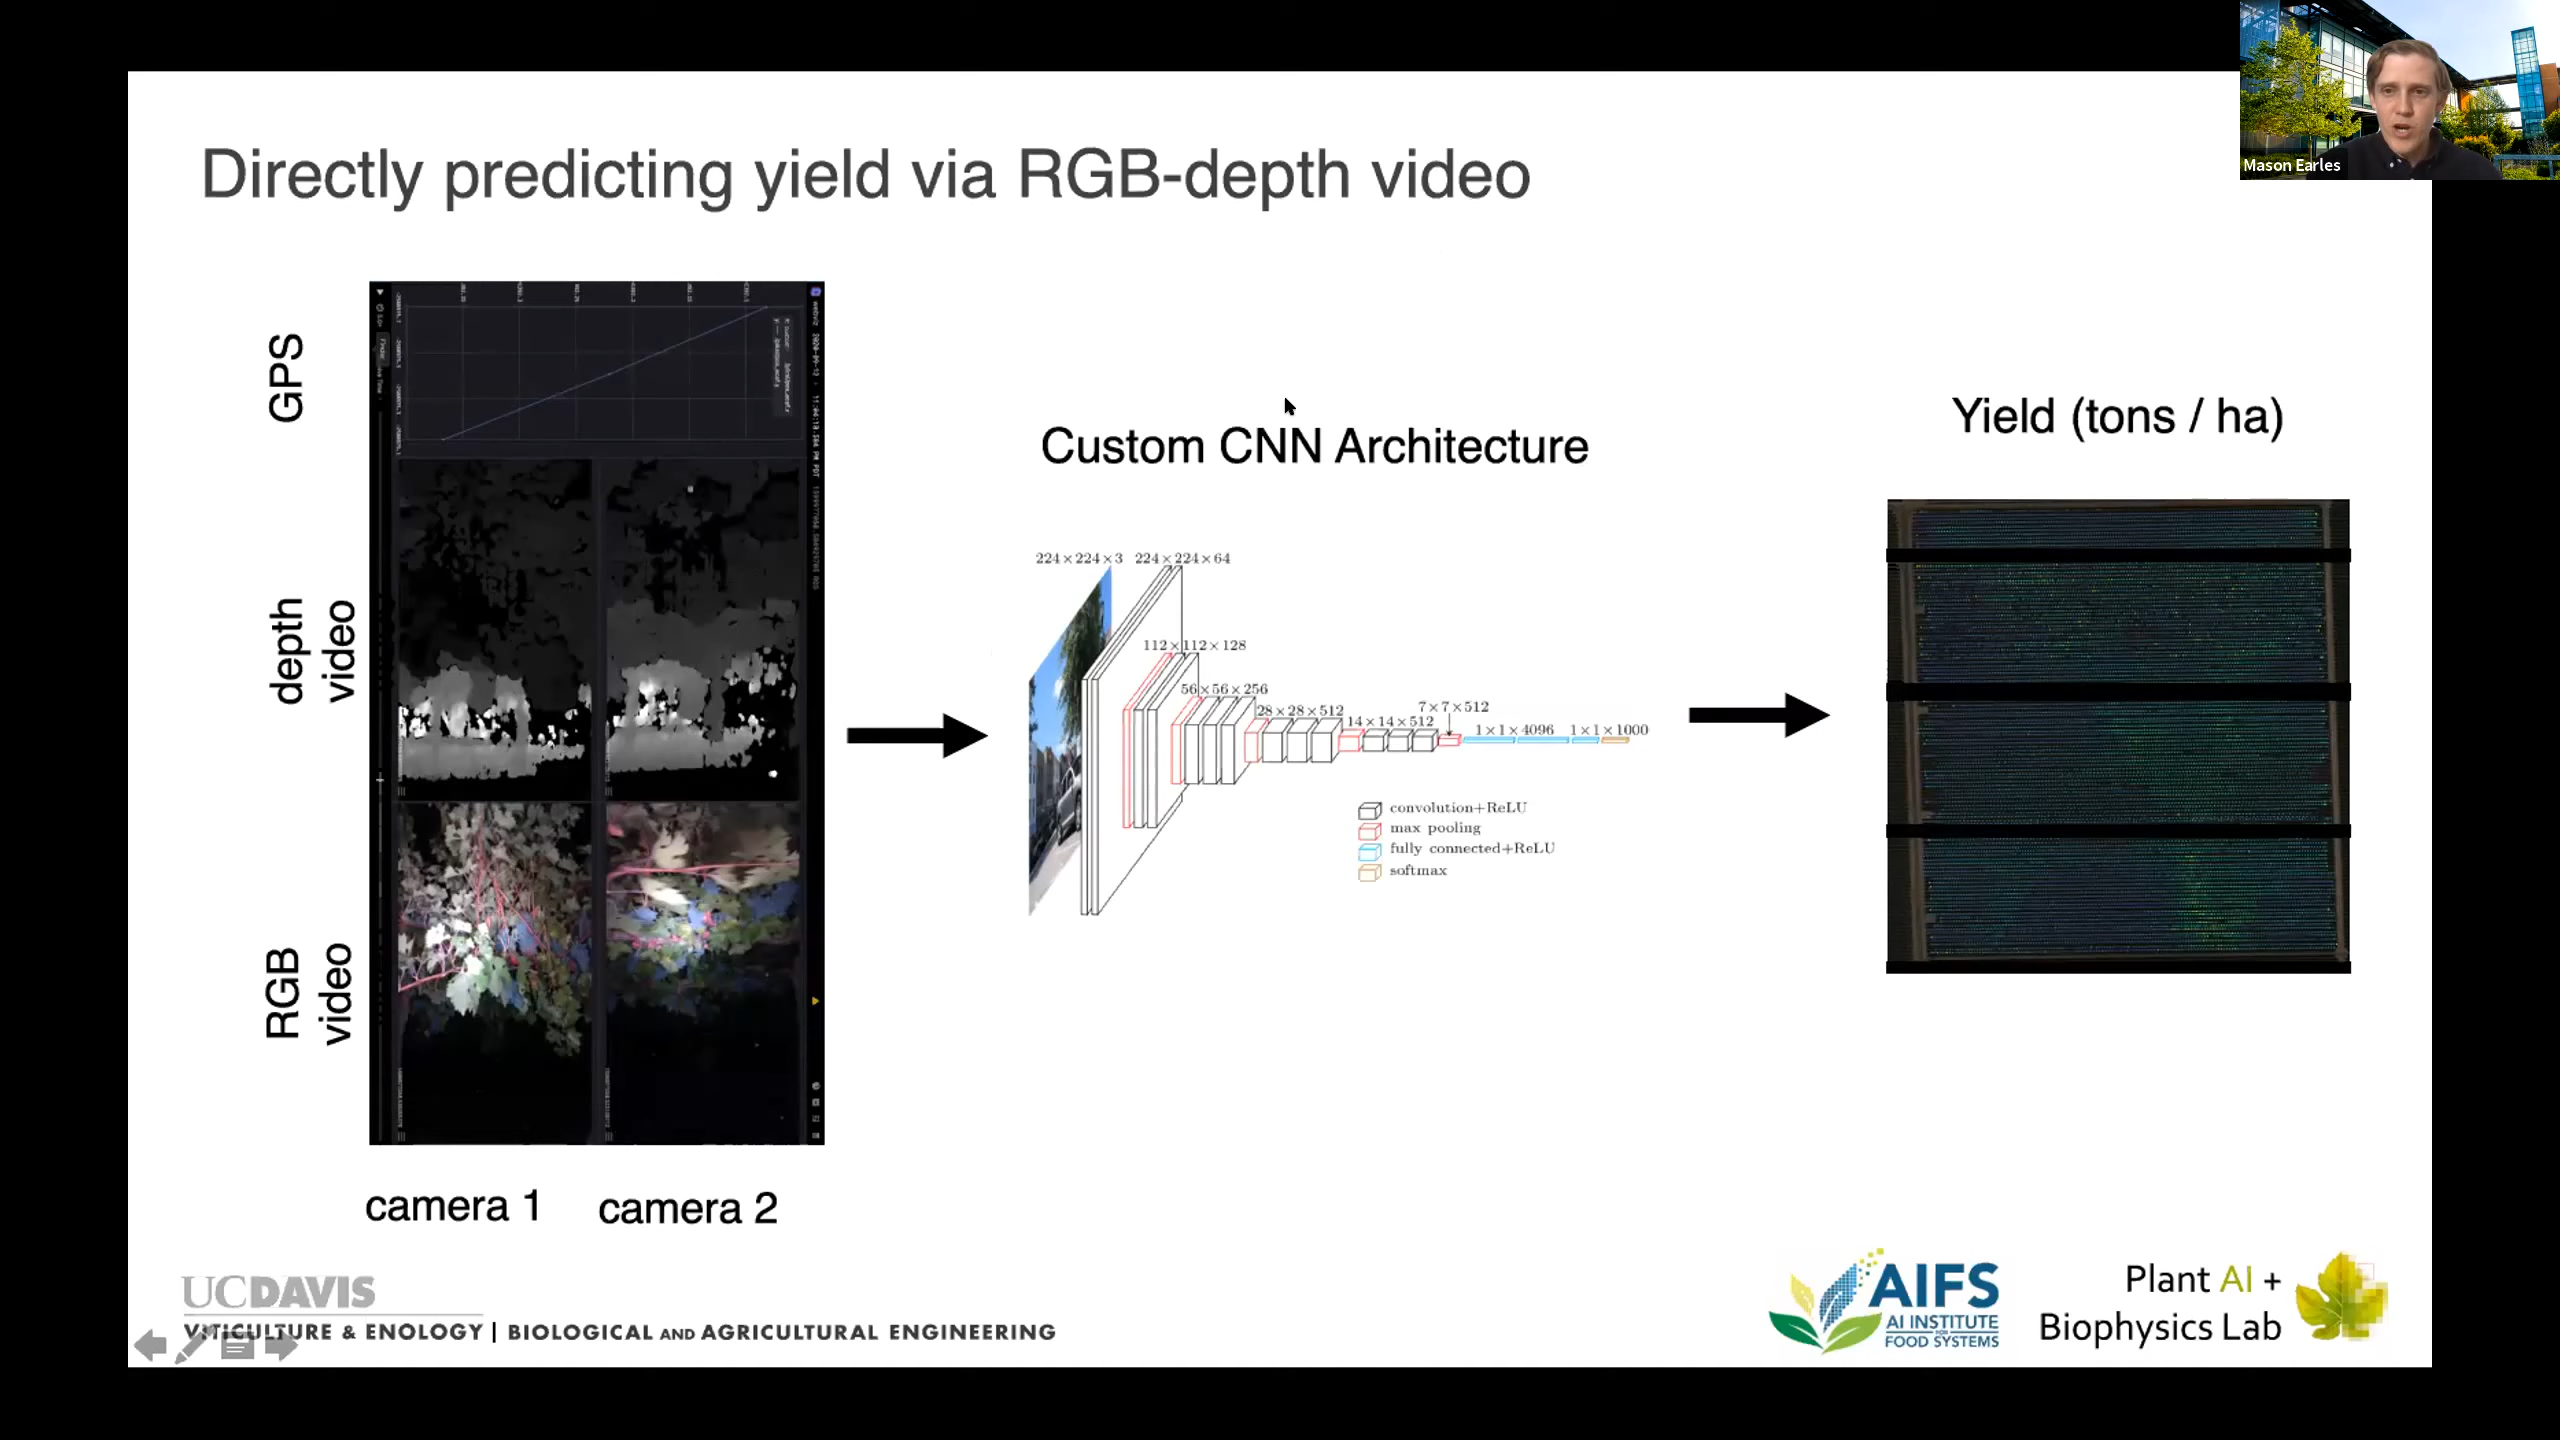 Mason Earles
Directly predicting yield via RGB-depth video
GPS
depth
video
RGB
video
camera 1
camera 2
Custom CNN Architecture
224×224×3
224×224×64
112×112×128
56×56×256
28×28×512
14×14×512
7×7×512
1×1×4096
1×1×1000
convolution+ReLU
max pooling
fully connected+ReLU
softmax
Yield (tons / ha)
UCDAVIS
VITICULTURE & ENOLOGY | BIOLOGICAL AND AGRICULTURAL ENGINEERING
AIFS
AI INSTITUTE
FOR
FOOD SYSTEMS
Plant AI +
Biophysics Lab